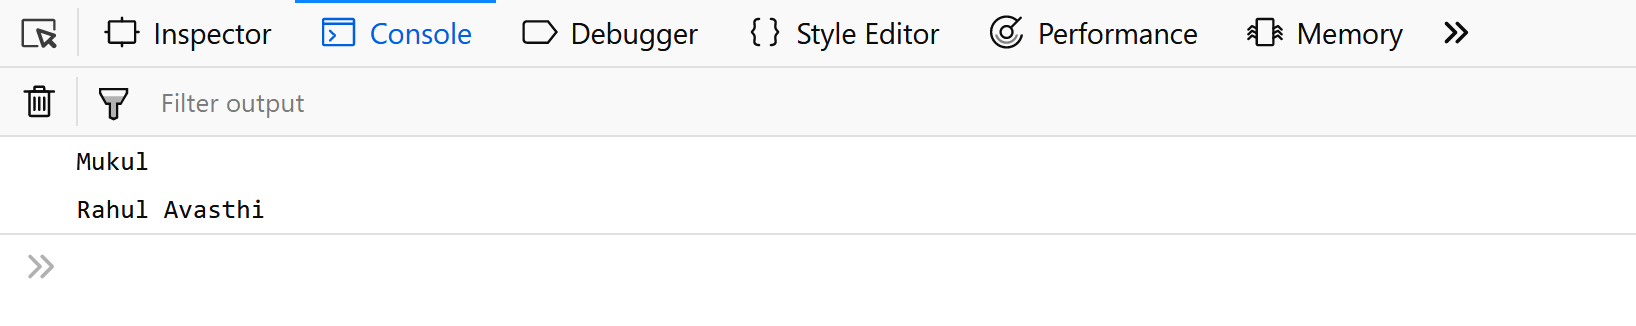 Inspector Console Debugger Style Editor Performance Memory
Filter output
Mukul
Rahul Avasthi